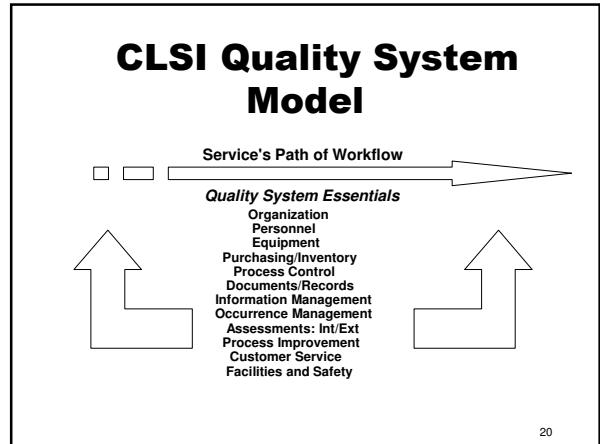 CLSI Quality System
Model
Service's Path of Workflow
Quality System Essentials
Organization
Personnel
Equipment
Purchasing/Inventory
Process Control
Documents/Records
Information Management
Occurrence Management
Assessments: Int/Ext
Process Improvement
Customer Service
Facilities and Safety
20